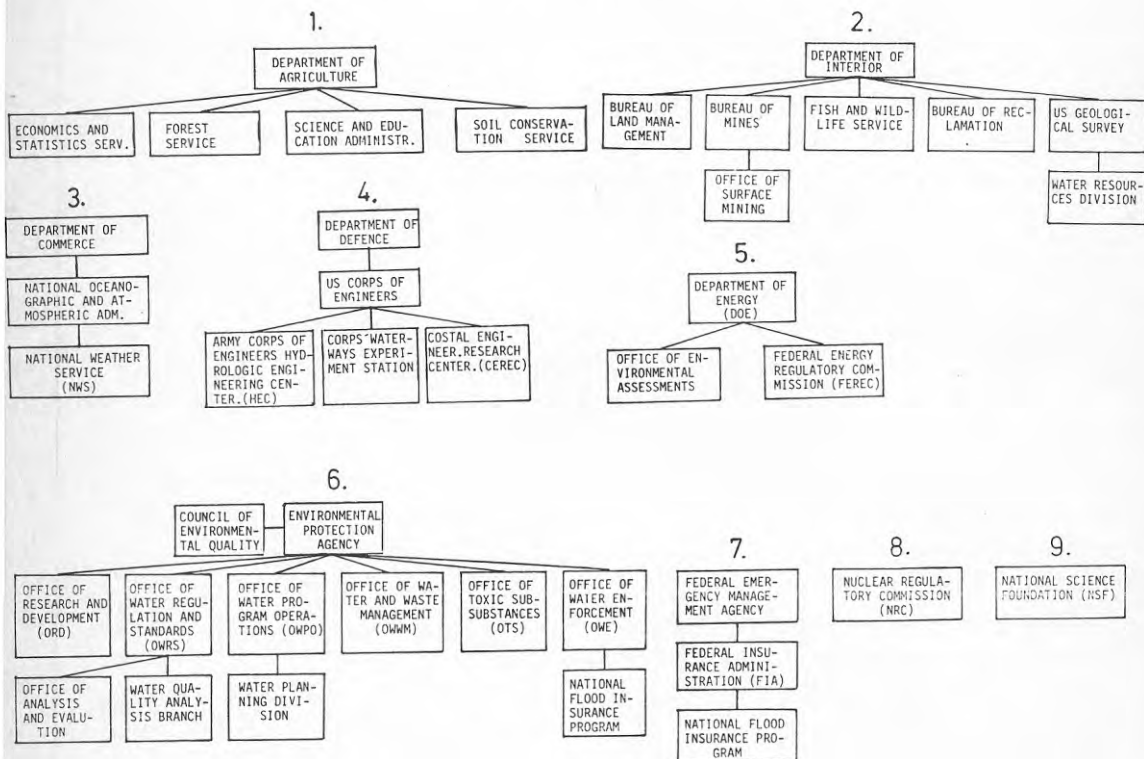 1.
DEPARTMENT OF
AGRICULTURE
ECONOMICS AND
STATISTICS SERV.
FOREST
SERVICE
SCIENCE AND EDU-
CATION ADMINISTR.
SOIL CONSERVA-
TION SERVICE
2.
DEPARTMENT OF
INTERIOR
BUREAU OF
LAND MANA-
GEMENT
BUREAU OF
MINES
FISH AND WILD-
LIFE SERVICE
BUREAU OF REC-
LAMATION
US GEOLOGI-
CAL SURVEY
OFFICE OF
SURFACE
MINING
WATER RESOUR-
CES DIVISION
3.
DEPARTMENT OF
COMMERCE
NATIONAL OCEANO-
GRAPHIC AND AT-
MOSPHERIC ADM.
NATIONAL WEATHER
SERVICE
(NWS)
4.
DEPARTMENT OF
DEFENCE
US CORPS OF
ENGINEERS
ARMY CORPS OF
ENGINEERS HYD-
ROLOGIC ENGI-
NEERING CEN-
TER.(HEC)
CORPS'WATER-
WAYS EXPERI-
MENT STATION
COSTAL ENGI-
NEER.RESEARCH
CENTER.(CEREC)
5.
DEPARTMENT OF
ENERGY
(DOE)
OFFICE OF EN-
VIRONMENTAL
ASSESSMENTS
FEDERAL ENERGY
REGULATORY COM-
MISSION (FEREC)
6.
COUNCIL OF
ENVIRONMEN-
TAL QUALITY
ENVIRONMENTAL
PROTECTION
AGENCY
OFFICE OF
RESEARCH AND
DEVELOPMENT
(ORD)
OFFICE OF
WATER REGU-
LATION AND
STANDARDS
(OWRS)
OFFICE OF
WATER PRO-
GRAM OPERA-
TIONS (OWPO)
OFFICE OF WA-
TER AND WASTE
MANAGEMENT
(OWWM)
OFFICE OF
TOXIC SUB-
SUBSTANCES
(OTS)
OFFICE OF
WATER EN-
FORCEMENT
(OWE)
OFFICE OF
ANALYSIS
AND EVALU-
TION
WATER QUA-
LITY ANALY-
SIS BRANCH
WATER PLAN-
NING DIVI-
SION
NATIONAL
FLOOD IN-
SURANCE
PROGRAM
7.
FEDERAL EMER-
GENCY MANAGE-
MENT AGENCY
FEDERAL INSU-
RANCE ADMINI-
STRATION (FIA)
NATIONAL FLOOD
INSURANCE PRO-
GRAM
8.
NUCLEAR REGULA-
TORY COMMISSION
(NRC)
9.
NATIONAL SCIENCE
FOUNDATION (NSF)